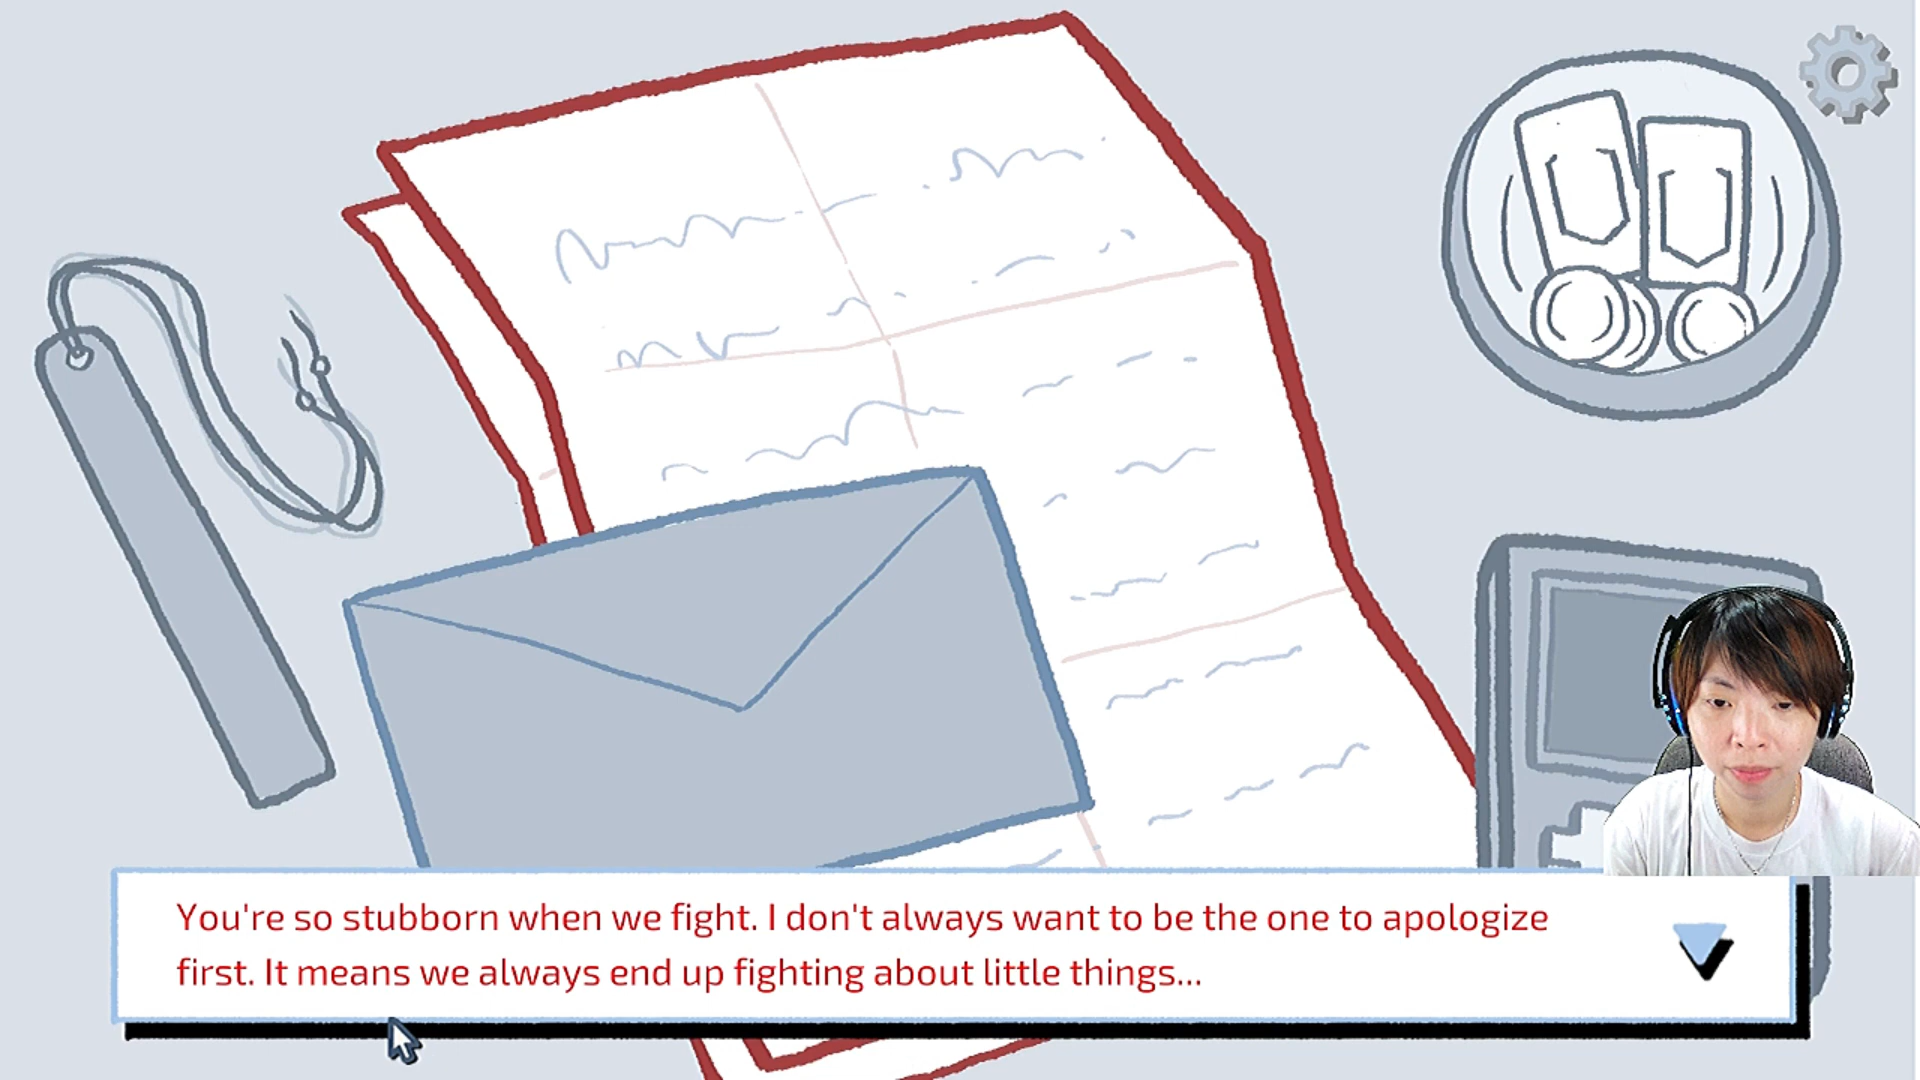 You're so stubborn when we fight. I don't always want to be the one to apologize
first. It means we always end up fighting about little things...